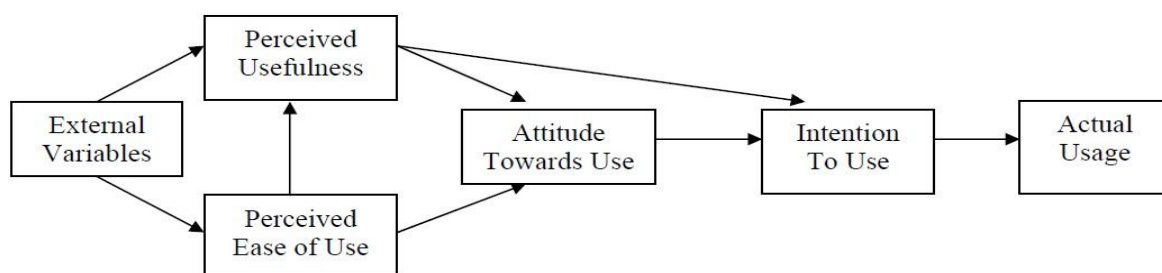 Perceived
Usefulness
External
Variables
Perceived
Ease of Use
Attitude
Towards Use
Intention
To Use
Actual
Usage